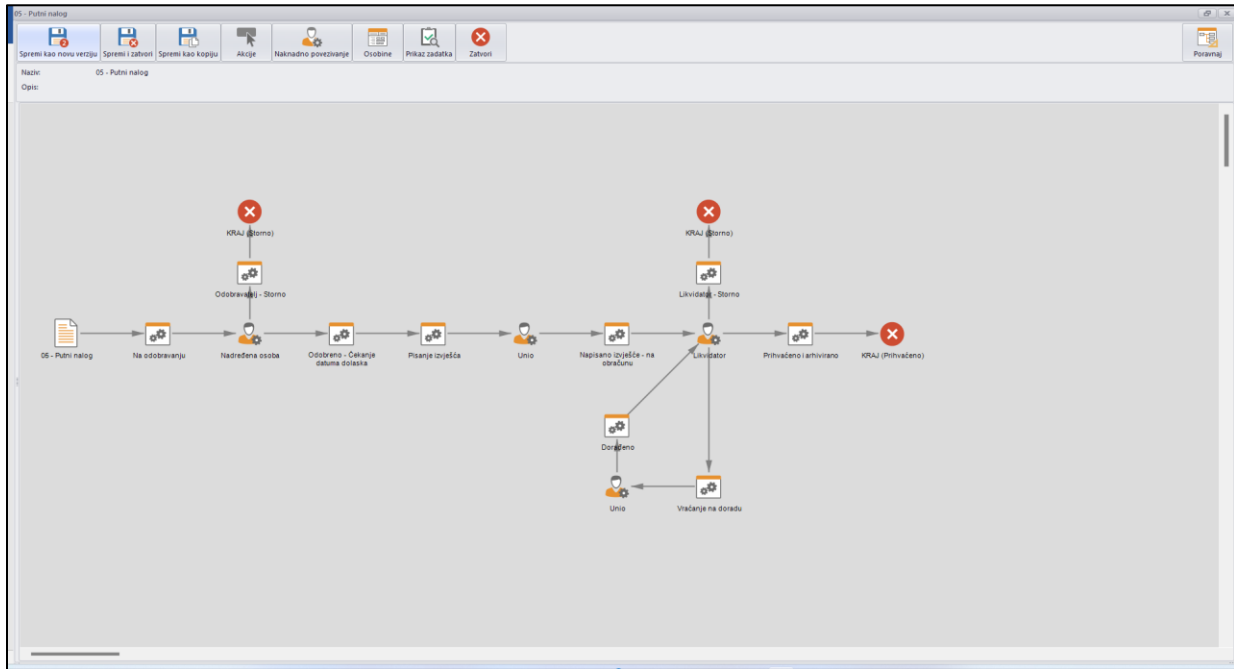 05 - Putni nalog
Spremi kao novu verziju
Spremi i zatvori
Spremi kao kopiju
Akcije
Naknadno povezivanje
Osobine
Prikaz zadatka
Zatvori
Poravnaj
Naziv: 05 - Putni nalog
Opis:
KRAJ (Storno)
KRAJ (Storno)
Odobravatelj - Storno
Likvidator - Storno
05 - Putni nalog
Na odobravanju
Nadređena osoba
Odobreno - Čekanje
datuma dolaska
Pisanje izvješća
Unio
Napisano izvješće - na
obračunu
Likvidator
Prihvaćeno i arhivirano
KRAJ (Prihvaćeno)
Dorađeno
Unio
Vraćanje na doradu